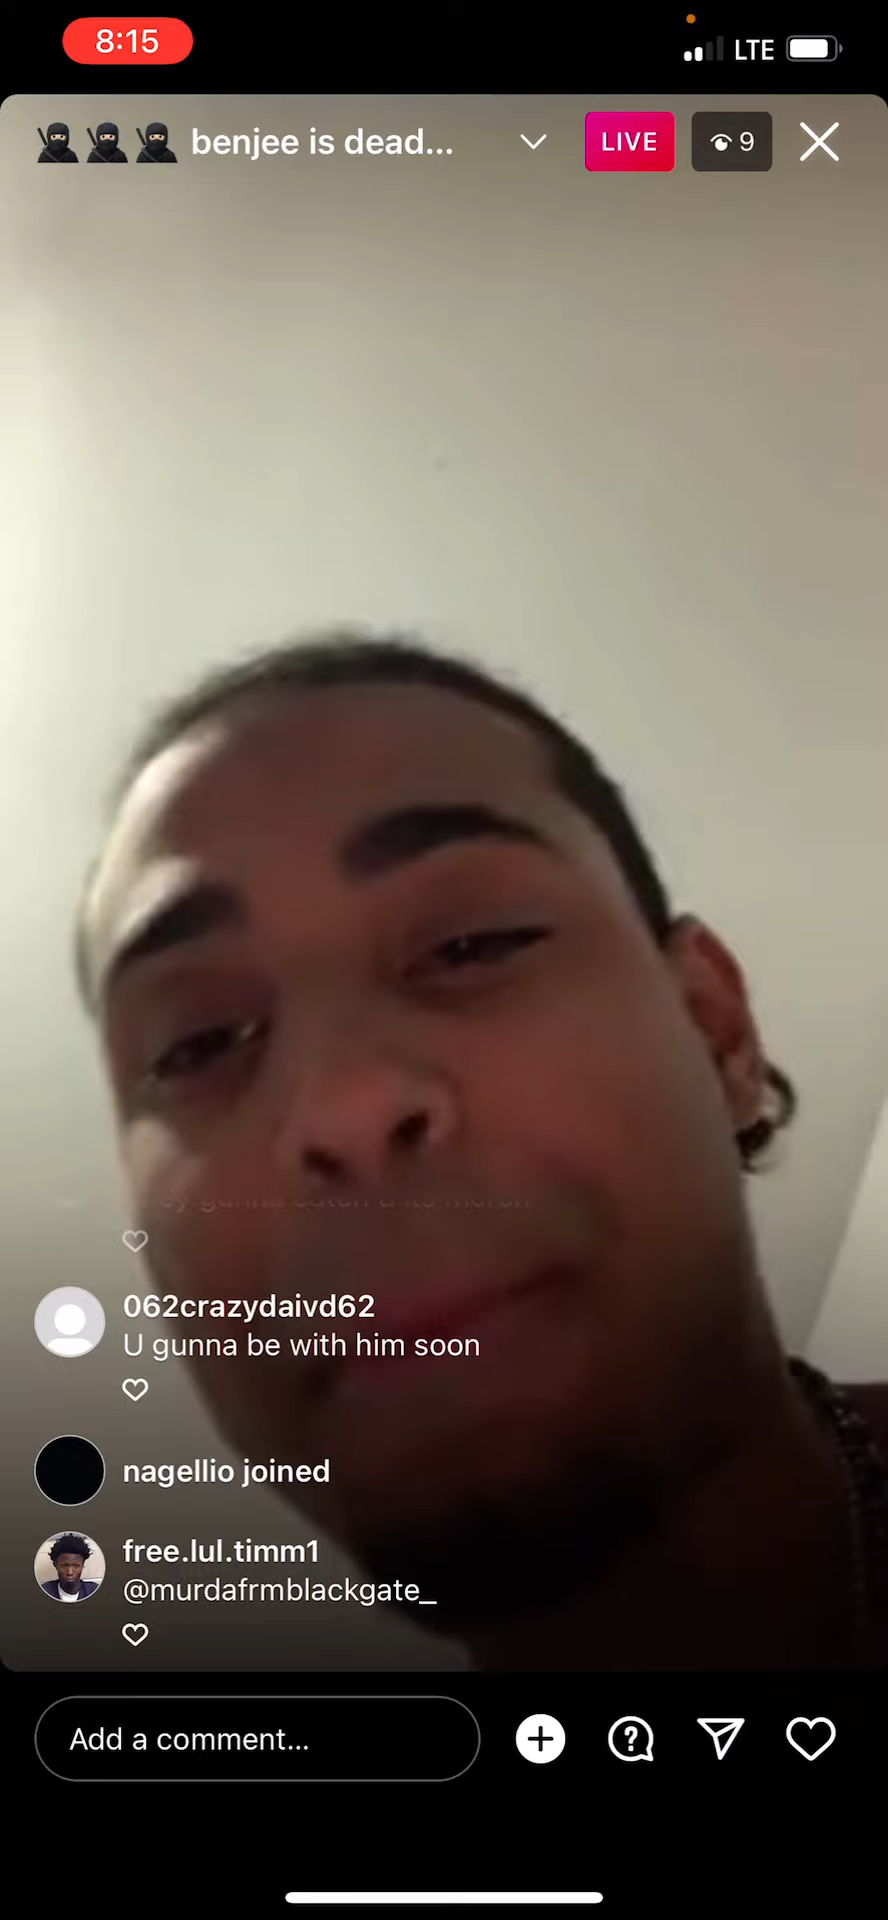 8:15
LTE
🥷🏿🥷🏿🥷🏿 benjee is dead...
LIVE
9
062crazydaivd62
U gunna be with him soon
nagellio joined
free.lul.timm1
@murdafrmblackgate_
Add a comment...